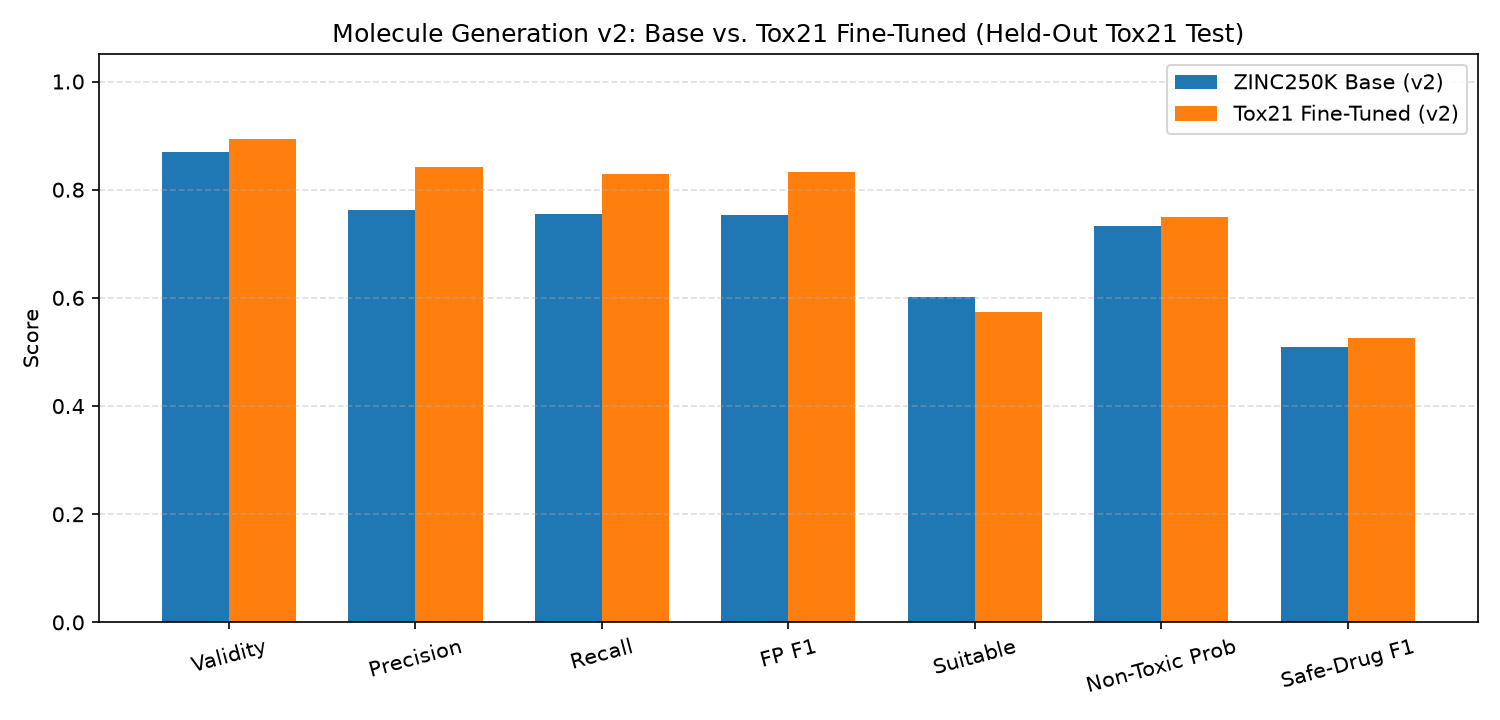 Molecule Generation v2: Base vs. Tox21 Fine-Tuned (Held-Out Tox21 Test)
ZINC250K Base (v2)
Tox21 Fine-Tuned (v2)
Score
1.0
0.8
0.6
0.4
0.2
0.0
Validity
Precision
Recall
FP F1
Suitable
Non-Toxic Prob
Safe-Drug F1